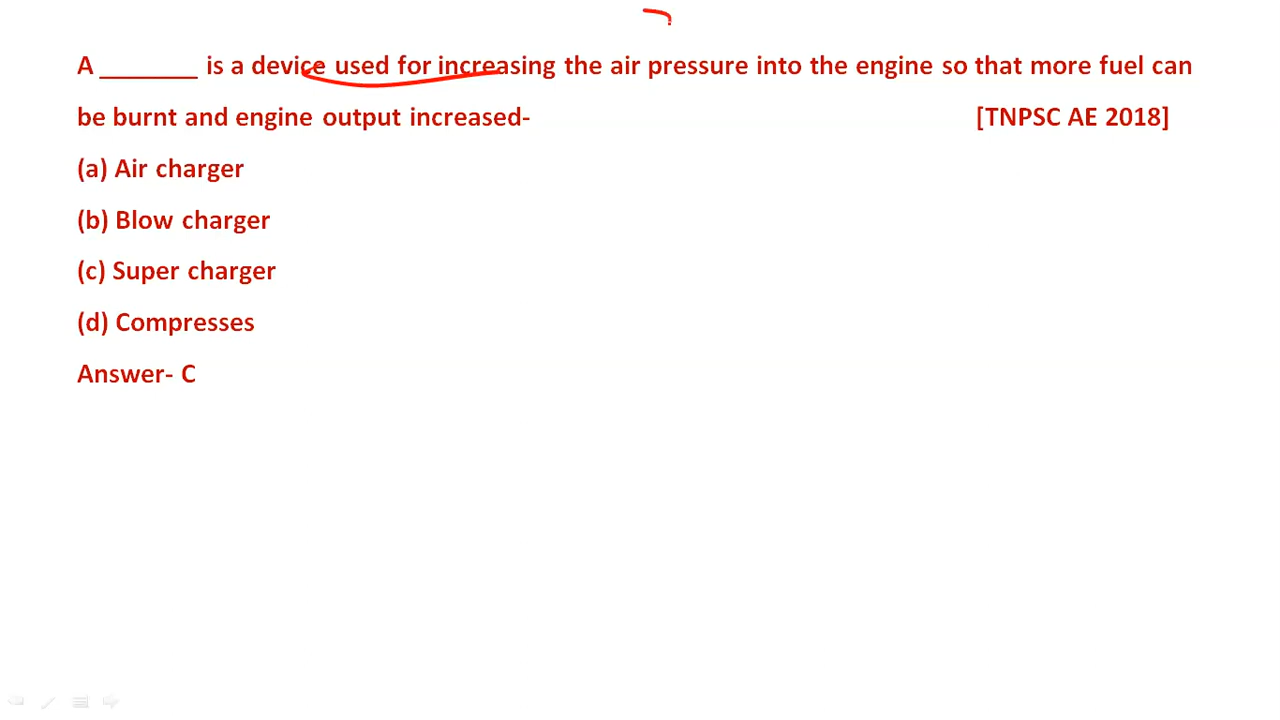 A _______ is a device used for increasing the air pressure into the engine so that more fuel can
be burnt and engine output increased- [TNPSC AE 2018]
(a) Air charger
(b) Blow charger
(c) Super charger
(d) Compresses
Answer- C